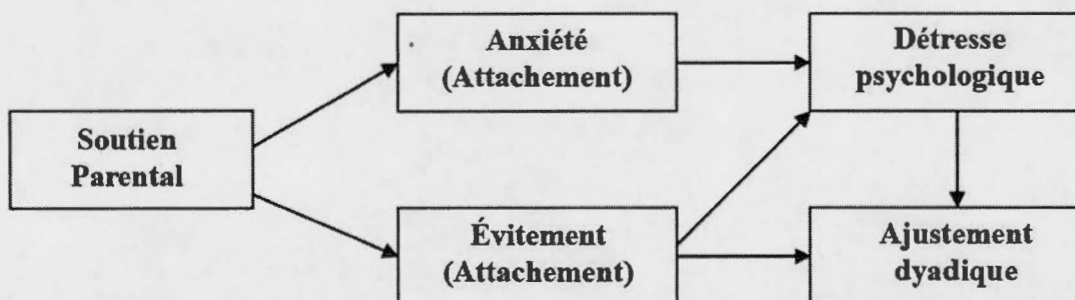 Anxiété
(Attachement)
Détresse
psychologique
Soutien
Parental
Évitement
(Attachement)
Ajustement
dyadique